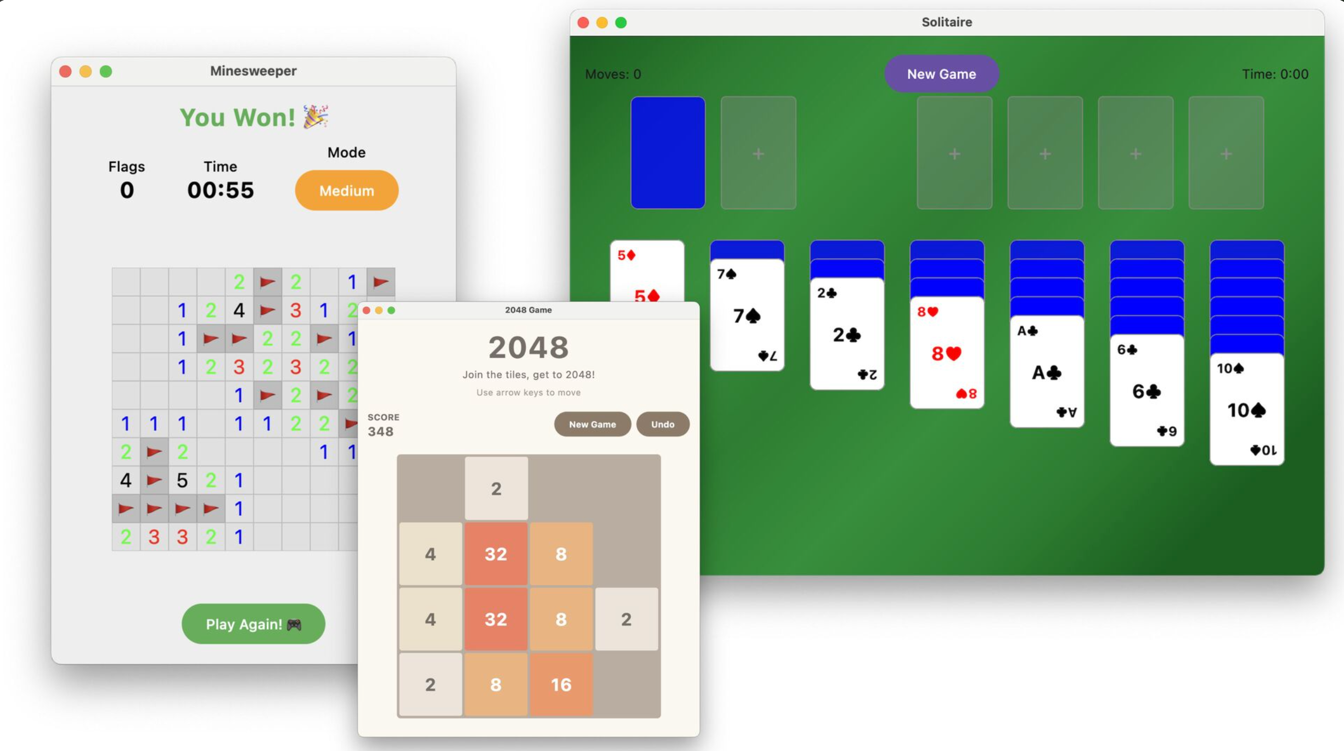 Minesweeper
You Won! 🎉
Flags
0
Time
00:55
Mode
Medium
2 2 1
1 2 4 3 1 2
1 2 2 1
1 2 3 2 3 2 2
1 2 2
1 1 1 1 1 2 2
2 2 1 1
4 5 2 1
1
2 3 3 2 1
Play Again! 🎮
2048 Game
2048
Join the tiles, get to 2048!
Use arrow keys to move
SCORE
348
New Game
Undo
2
4 32 8
4 32 8 2
2 8 16
Solitaire
Moves: 0
New Game
Time: 0:00
+ + + + +
5♦
5♦
7♠
7♠
7♠
2♣
2♣
2♣
8♥
8♥
8♥
A♣
A♣
A♣
6♣
6♣
6♣
10♠
10♠
10♠